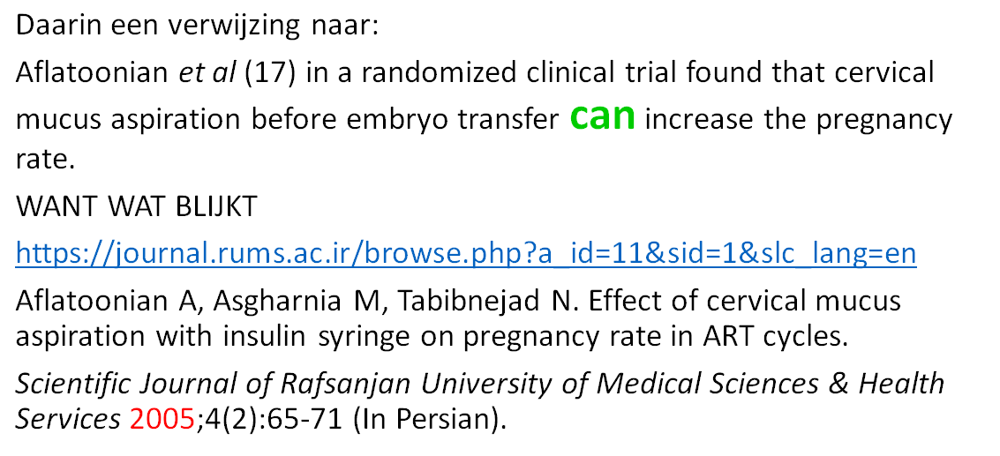 Daarin een verwijzing naar:
Aflatoonian et al (17) in a randomized clinical trial found that cervical
mucus aspiration before embryo transfer can increase the pregnancy
rate.
WANT WAT BLIJKT
https://journal.rums.ac.ir/browse.php?a_id=11&sid=1&slc_lang=en
Aflatoonian A, Asgharnia M, Tabibnejad N. Effect of cervical mucus
aspiration with insulin syringe on pregnancy rate in ART cycles.
Scientific Journal of Rafsanjan University of Medical Sciences & Health
Services 2005;4(2):65-71 (In Persian).